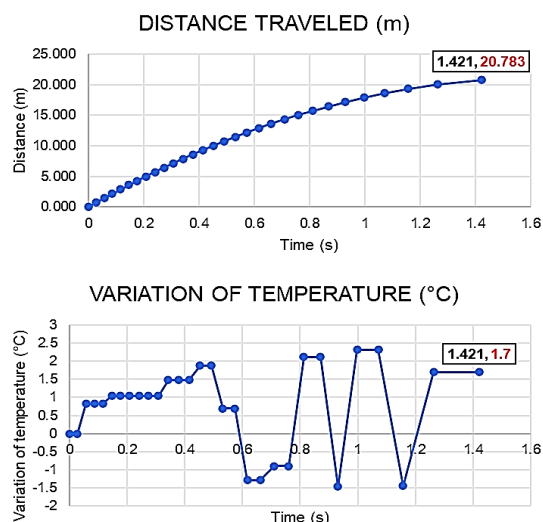 DISTANCE TRAVELED (m)
25.000
20.000
15.000
10.000
5.000
0.000
Distance (m)
1.421, 20.783
0 0.2 0.4 0.6 0.8 1 1.2 1.4 1.6
Time (s)
VARIATION OF TEMPERATURE (°C)
3
2.5
2
1.5
1
0.5
0
-0.5
-1
-1.5
-2
Variation of temperature (°C)
1.421, 1.7
0 0.2 0.4 0.6 0.8 1 1.2 1.4 1.6
Time (s)